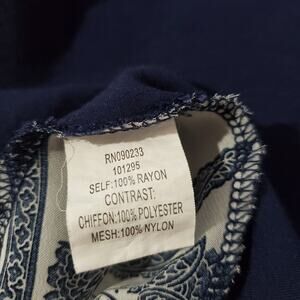 RN090233
101295
SELF:100% RAYON
CONTRAST:
CHIFFON:100% POLYESTER
MESH:100% NYLON